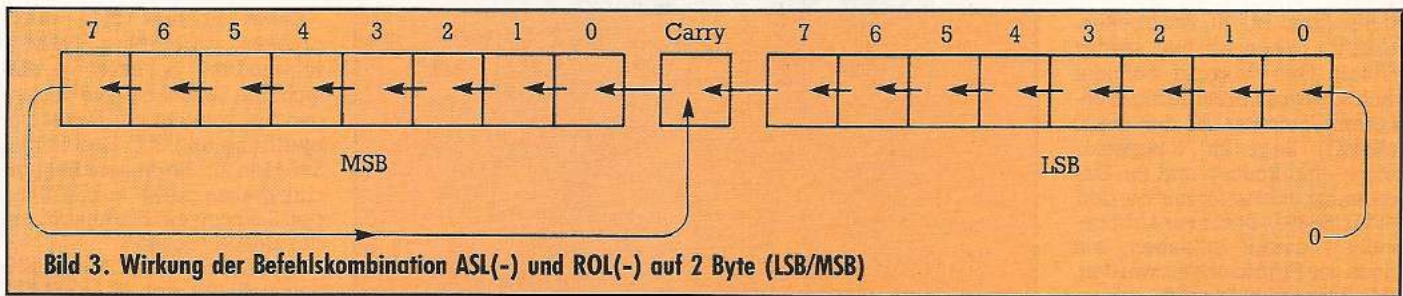 7 6 5 4 3 2 1 0 Carry 7 6 5 4 3 2 1 0
MSB LSB
0
Bild 3. Wirkung der Befehlskombination ASL(-) und ROL(-) auf 2 Byte (LSB/MSB)